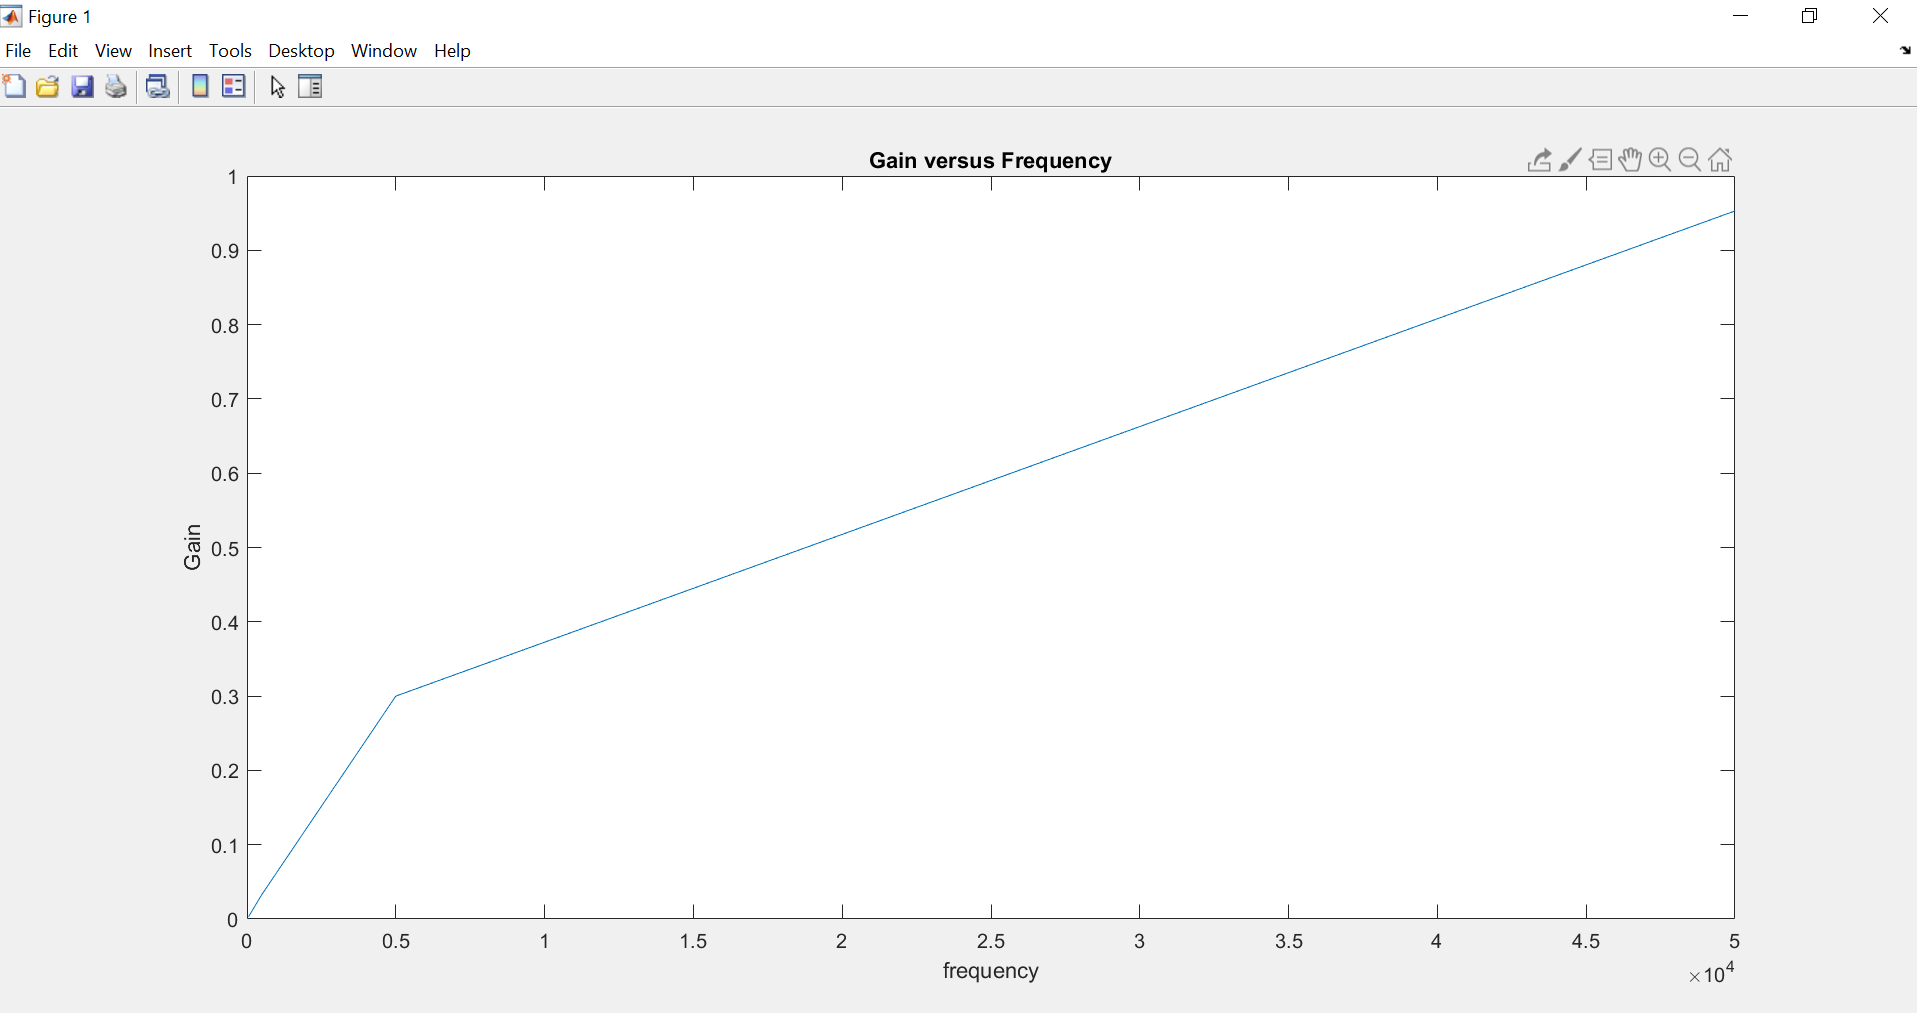 Figure 1
File Edit View Insert Tools Desktop Window Help
Gain versus Frequency
1
0.9
0.8
0.7
0.6
0.5
0.4
0.3
0.2
0.1
0
Gain
0 0.5 1 1.5 2 2.5 3 3.5 4 4.5 5
frequency
×10⁴